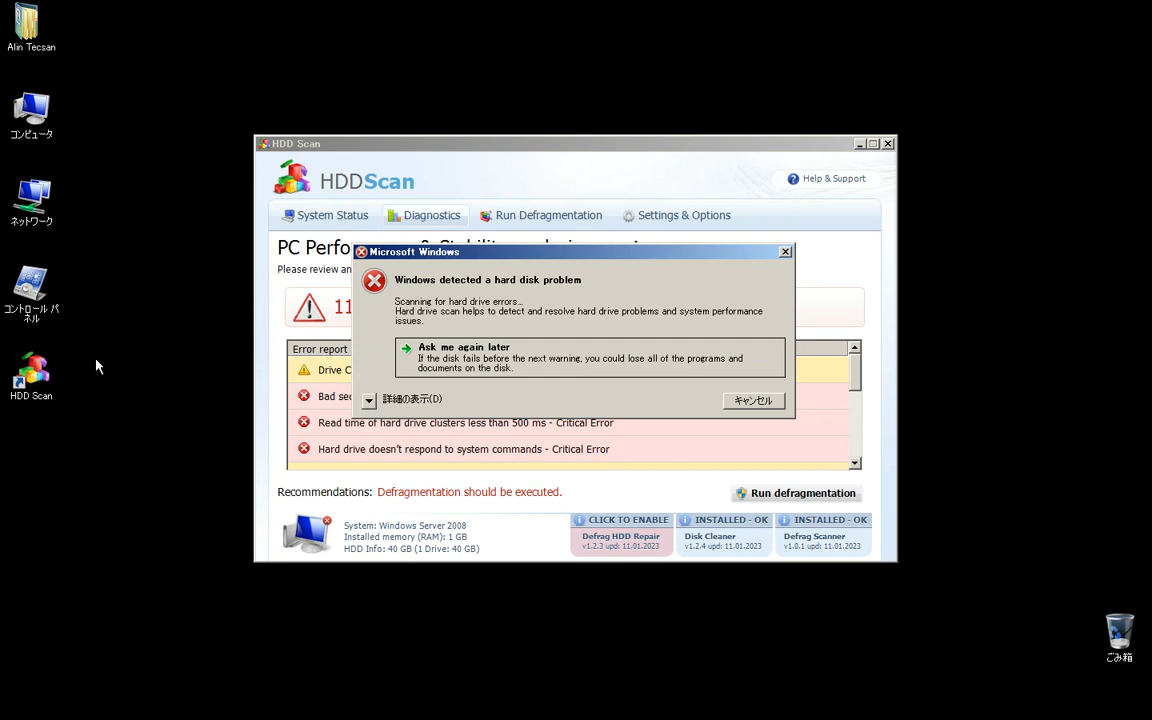 Alin Tecsan
コンピュータ
ネットワーク
コントロール パ
ネル
HDD Scan
HDD Scan
HDDScan
Help & Support
System Status
Diagnostics
Run Defragmentation
Settings & Options
PC Perfo
Please review an
11
Error report
Drive C
Bad sec
Read time of hard drive clusters less than 500 ms - Critical Error
Hard drive doesn't respond to system commands - Critical Error
Microsoft Windows
Windows detected a hard disk problem
Scanning for hard drive errors...
Hard drive scan helps to detect and resolve hard drive problems and system performance
issues.
Ask me again later
If the disk fails before the next warning, you could lose all of the programs and
documents on the disk.
詳細の表示(D)
キャンセル
Recommendations: Defragmentation should be executed.
Run defragmentation
System: Windows Server 2008
Installed memory (RAM): 1 GB
HDD Info: 40 GB (1 Drive: 40 GB)
CLICK TO ENABLE
Defrag HDD Repair
v1.2.3 upd: 11.01.2023
INSTALLED - OK
Disk Cleaner
v1.2.4 upd: 11.01.2023
INSTALLED - OK
Defrag Scanner
v1.0.1 upd: 11.01.2023
ごみ箱